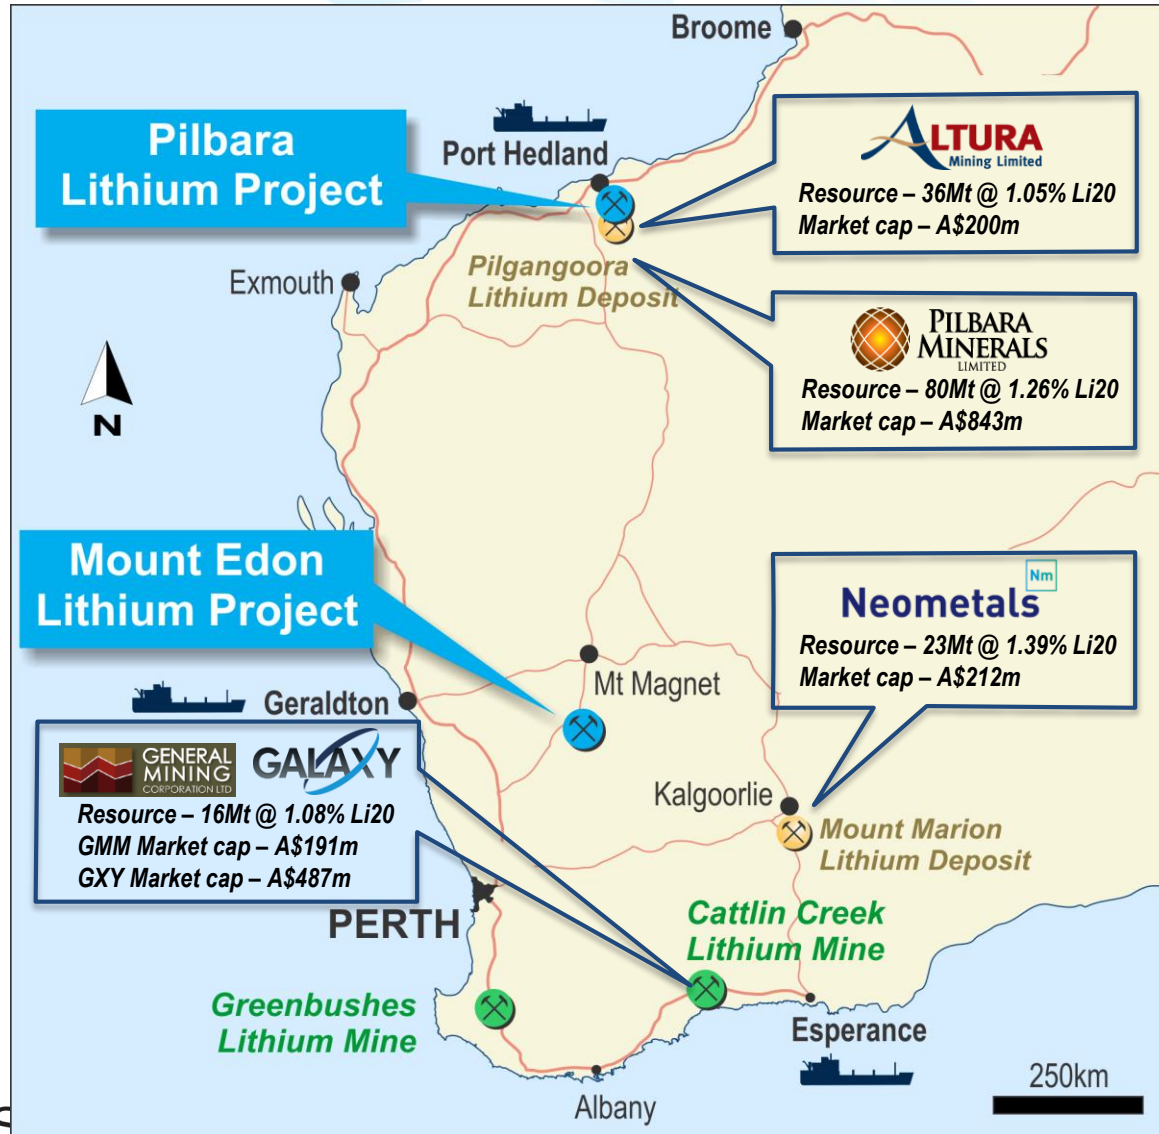 Broome
Pilbara
Lithium Project
Port Hedland
ALTURA
Mining Limited
Resource – 36Mt @ 1.05% Li20
Market cap – A$200m
Exmouth
Pilgangoora
Lithium Deposit
PILBARA
MINERALS
LIMITED
Resource – 80Mt @ 1.26% Li20
Market cap – A$843m
N
Mount Edon
Lithium Project
Nm
Neometals
Resource – 23Mt @ 1.39% Li20
Market cap – A$212m
Mt Magnet
Geraldton
GENERAL
MINING
CORPORATION LTD
GALAXY
Resource – 16Mt @ 1.08% Li20
GMM Market cap – A$191m
GXY Market cap – A$487m
Kalgoorlie
Mount Marion
Lithium Deposit
PERTH
Cattlin Creek
Lithium Mine
Greenbushes
Lithium Mine
Esperance
250km
Albany